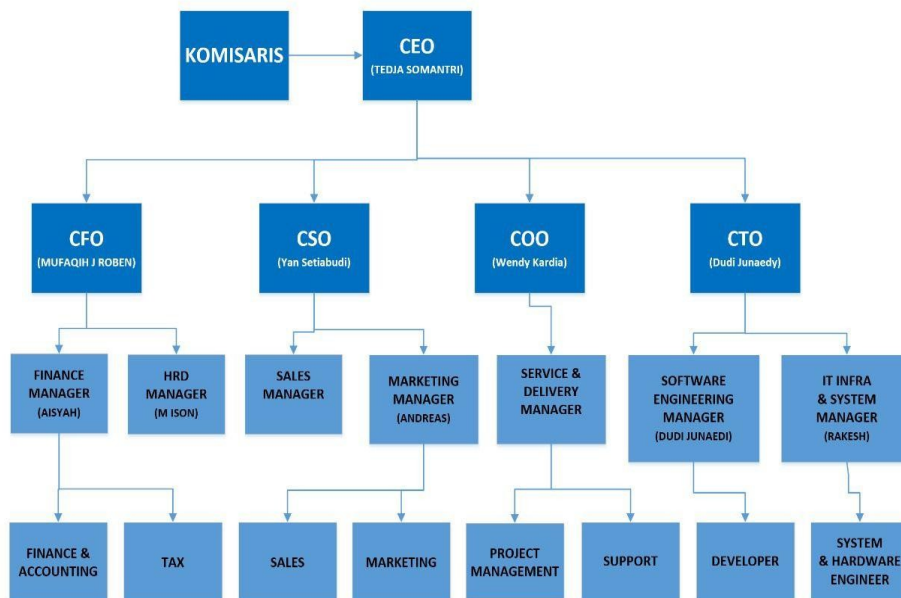 KOMISARIS
CEO
(TEDJA SOMANTRI)
CFO
(MUFAQIH J ROBEN)
CSO
(Yan Setiabudi)
COO
(Wendy Kardia)
CTO
(Dudi Junaedy)
FINANCE
MANAGER
(AISYAH)
HRD
MANAGER
(M ISON)
SALES
MANAGER
MARKETING
MANAGER
(ANDREAS)
SERVICE &
DELIVERY
MANAGER
SOFTWARE
ENGINEERING
MANAGER
(DUDI JUNAEDI)
IT INFRA
& SYSTEM
MANAGER
(RAKESH)
FINANCE &
ACCOUNTING
TAX
SALES
MARKETING
PROJECT
MANAGEMENT
SUPPORT
DEVELOPER
SYSTEM
& HARDWARE
ENGINEER